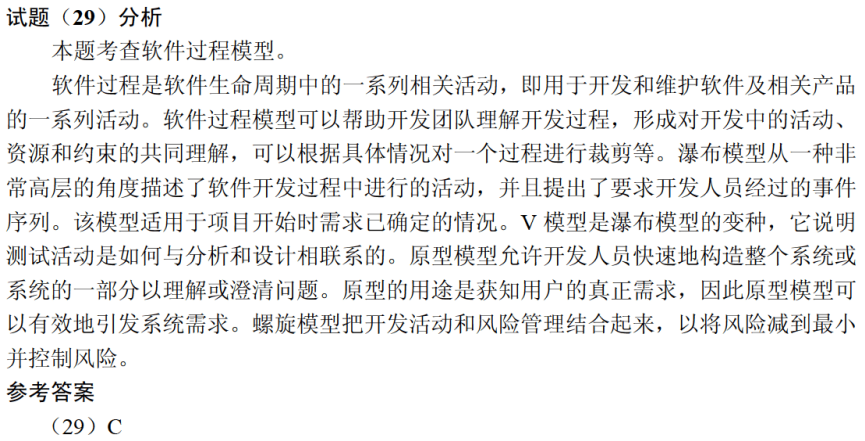 试题（29）分析
本题考查软件过程模型。
软件过程是软件生命周期中的一系列相关活动，即用于开发和维护软件及相关产品
的一系列活动。软件过程模型可以帮助开发团队理解开发过程，形成对开发中的活动、
资源和约束的共同理解，可以根据具体情况对一个过程进行裁剪等。瀑布模型从一种非
常高层的角度描述了软件开发过程中进行的活动，并且提出了要求开发人员经过的事件
序列。该模型适用于项目开始时需求已确定的情况。V 模型是瀑布模型的变种，它说明
测试活动是如何与分析和设计相联系的。原型模型允许开发人员快速地构造整个系统或
系统的一部分以理解或澄清问题。原型的用途是获知用户的真正需求，因此原型模型可
以有效地引发系统需求。螺旋模型把开发活动和风险管理结合起来，以将风险减到最小
并控制风险。
参考答案
（29）C